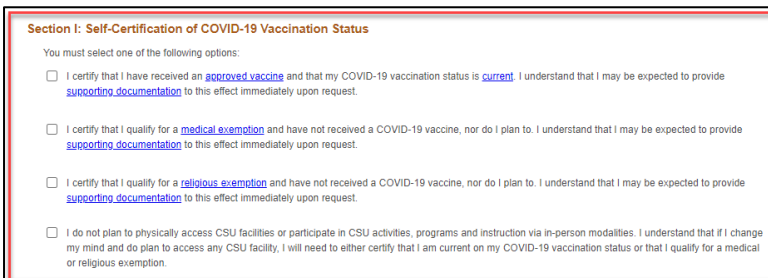 Section I: Self-Certification of COVID-19 Vaccination Status
You must select one of the following options:
I certify that I have received an approved vaccine and that my COVID-19 vaccination status is current. I understand that I may be expected to provide
supporting documentation to this effect immediately upon request.
I certify that I qualify for a medical exemption and have not received a COVID-19 vaccine, nor do I plan to. I understand that I may be expected to provide
supporting documentation to this effect immediately upon request.
I certify that I qualify for a religious exemption and have not received a COVID-19 vaccine, nor do I plan to. I understand that I may be expected to provide
supporting documentation to this effect immediately upon request.
I do not plan to physically access CSU facilities or participate in CSU activities, programs and instruction via in-person modalities. I understand that if I change
my mind and do plan to access any CSU facility, I will need to either certify that I am current on my COVID-19 vaccination status or that I qualify for a medical
or religious exemption.